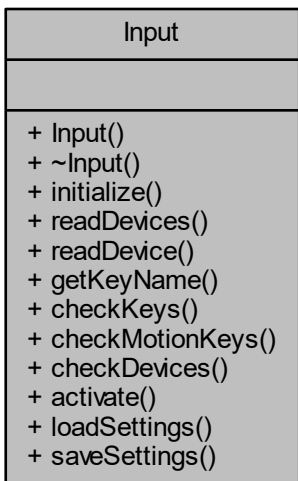 Input
+ Input()
+ ~Input()
+ initialize()
+ readDevices()
+ readDevice()
+ getKeyName()
+ checkKeys()
+ checkMotionKeys()
+ checkDevices()
+ activate()
+ loadSettings()
+ saveSettings()